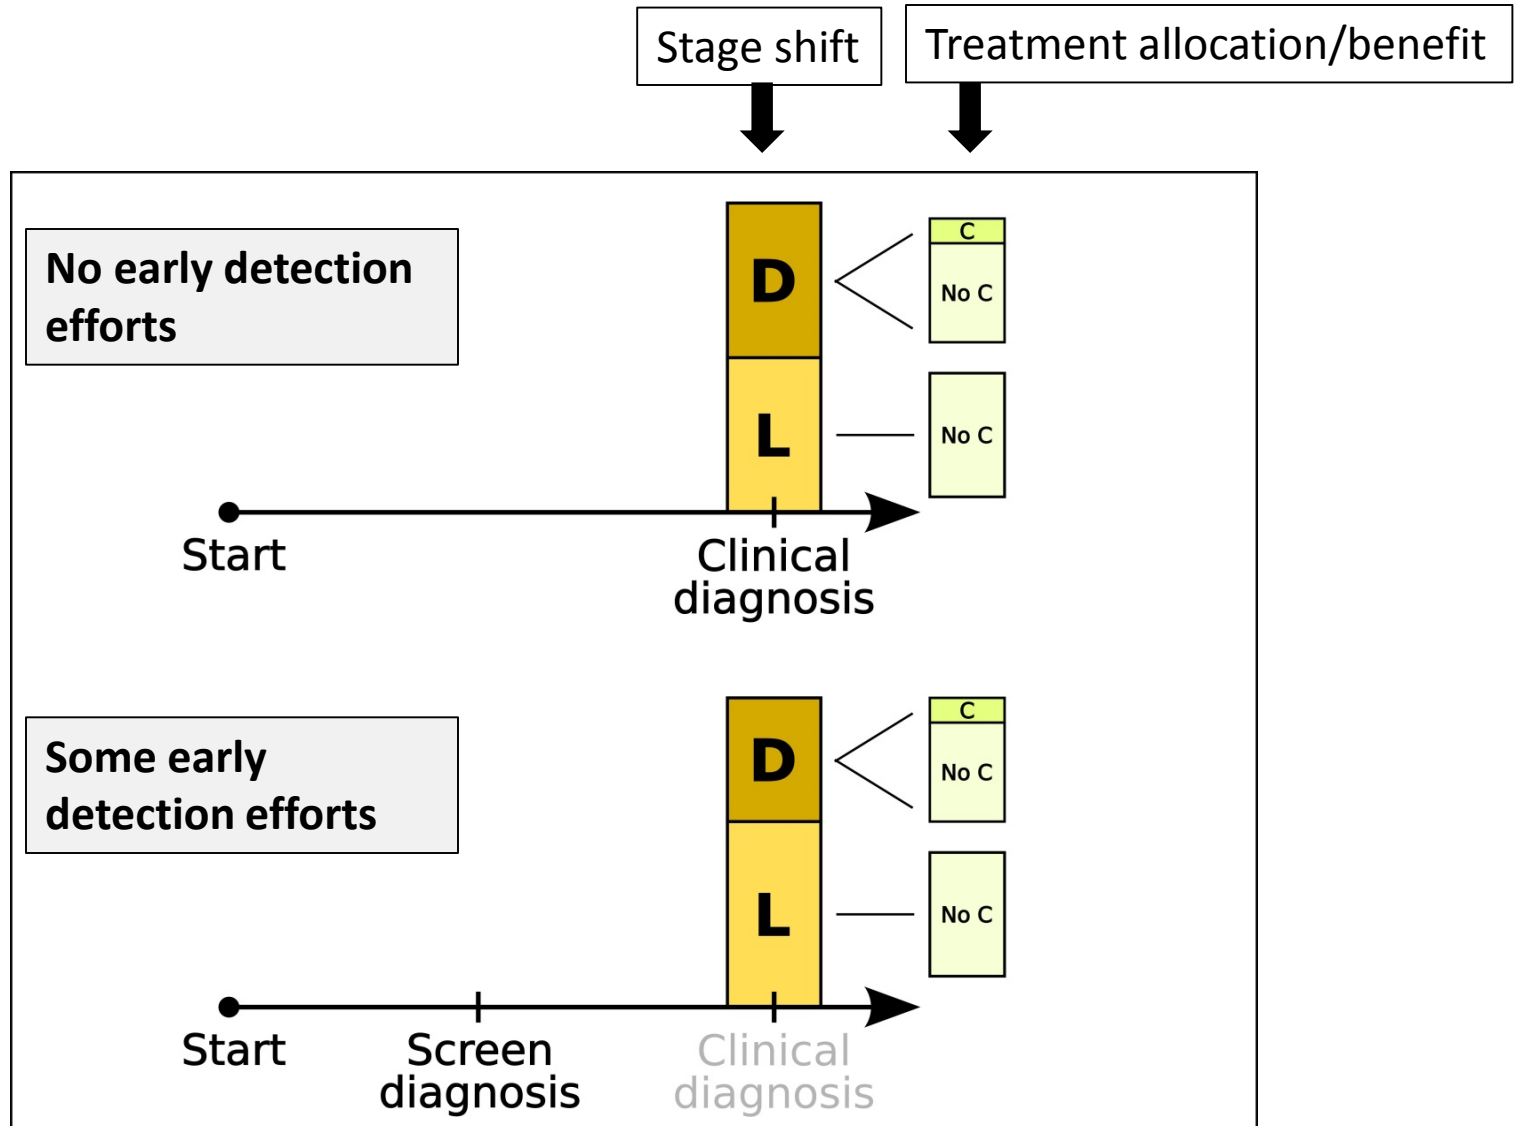 Stage shift
Treatment allocation/benefit
No early detection
efforts
D
C
No C
L
No C
Start
Clinical
diagnosis
Some early
detection efforts
D
C
No C
L
No C
Start
Screen
diagnosis
Clinical
diagnosis